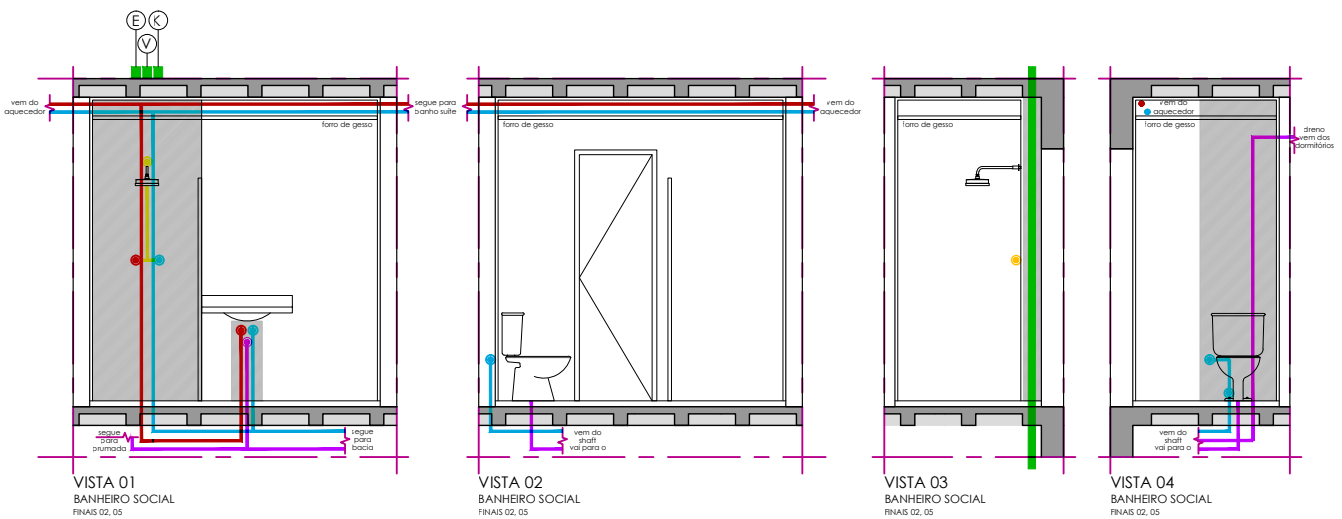 E K
V
vem do
aquecedor
segue para
banho suíte
forro de gesso
segue
para
prumada
segue
para
bacia
VISTA 01
BANHEIRO SOCIAL
FINAIS 02, 05
vem do
aquecedor
forro de gesso
vem do
shaft
vai para o
VISTA 02
BANHEIRO SOCIAL
FINAIS 02, 05
forro de gesso
VISTA 03
BANHEIRO SOCIAL
FINAIS 02, 05
vem do
aquecedor
forro de gesso
dreno
vem dos
dormitórios
vem do
shaft
vai para o
VISTA 04
BANHEIRO SOCIAL
FINAIS 02, 05